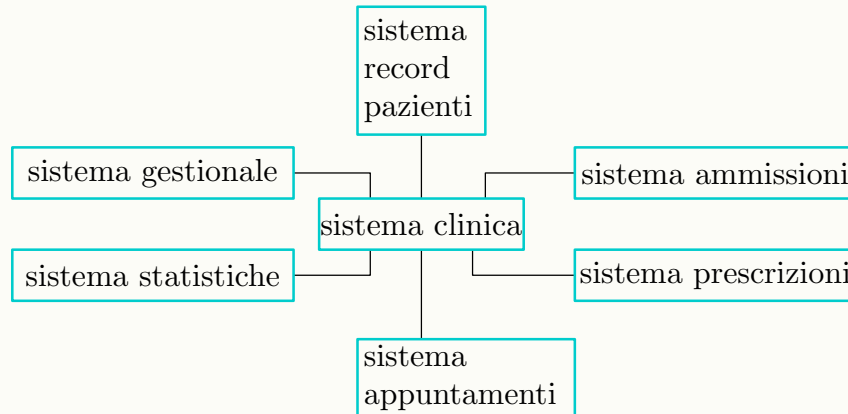 sistema
record
pazienti
sistema gestionale
sistema ammissioni
sistema clinica
sistema statistiche
sistema prescrizioni
sistema
appuntamenti